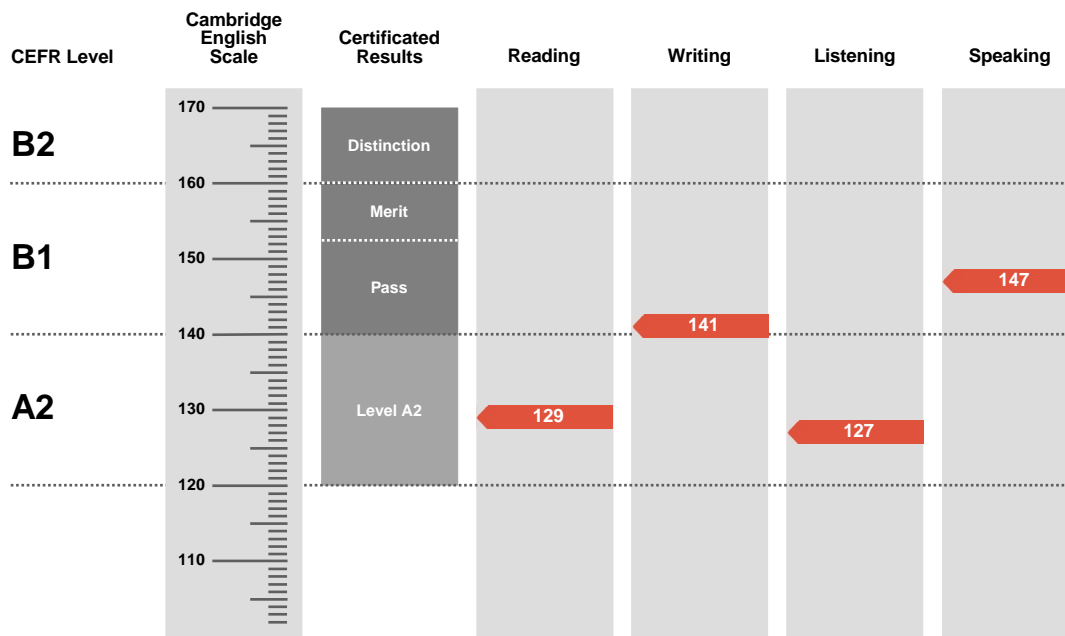 CEFR Level
Cambridge
English
Scale
Certificated
Results
Reading
Writing
Listening
Speaking
170
B2
Distinction
160
Merit
B1
150
Pass
147
140
141
A2
130
Level A2
129
127
120
110